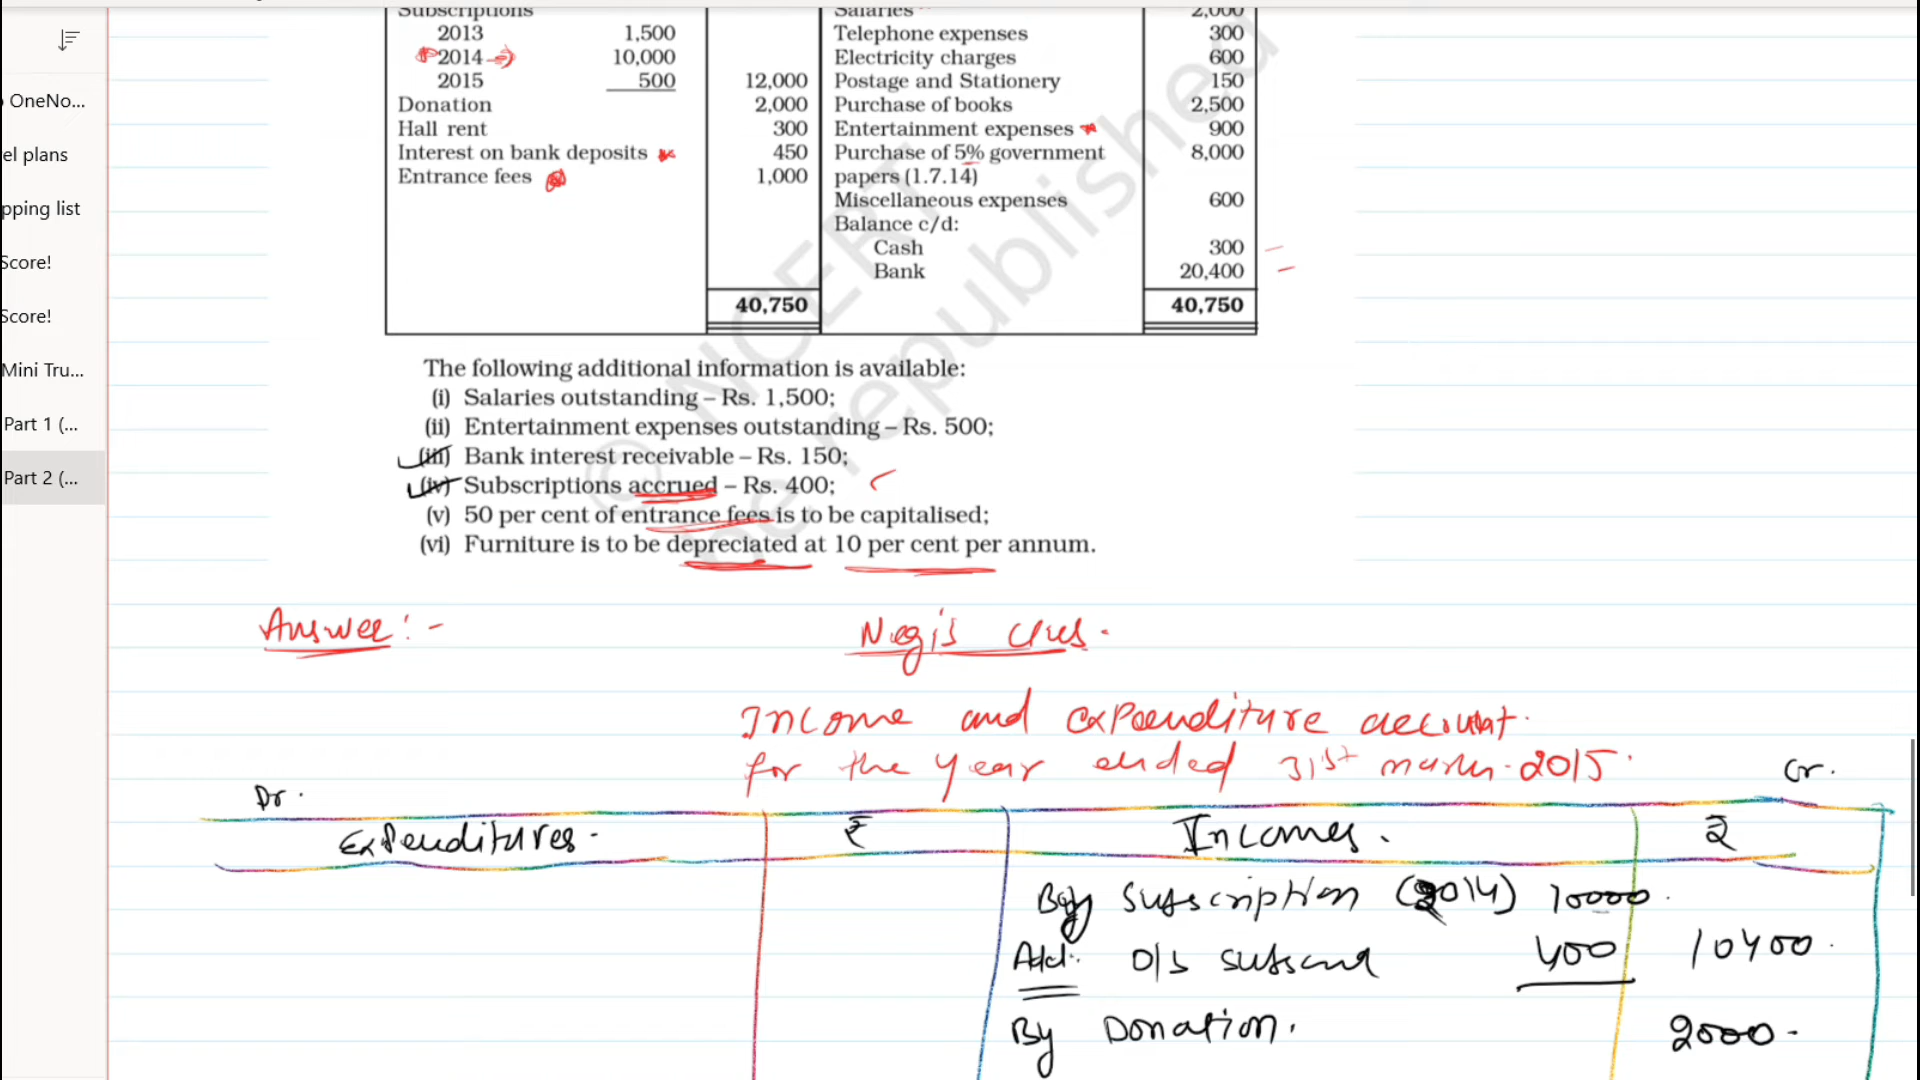 Subscriptions Salaries 2,000
2013 1,500 Telephone expenses 300
2014 10,000 Electricity charges 600
2015 500 12,000 Postage and Stationery 150
Donation 2,000 Purchase of books 2,500
Hall rent 300 Entertainment expenses 900
Interest on bank deposits 450 Purchase of 5% government 8,000
Entrance fees 1,000 papers (1.7.14)
Miscellaneous expenses 600
Balance c/d:
Cash 300
Bank 20,400
40,750 40,750
OneNo...
el plans
pping list
Score!
Score!
Mini Tru...
Part 1 (...
Part 2 (...
The following additional information is available:
(i) Salaries outstanding – Rs. 1,500;
(ii) Entertainment expenses outstanding – Rs. 500;
(iii) Bank interest receivable – Rs. 150;
(iv) Subscriptions accrued – Rs. 400;
(v) 50 per cent of entrance fees is to be capitalised;
(vi) Furniture is to be depreciated at 10 per cent per annum.
© NCERT
be republished
Answer:-
Negi's
Income and expenditure account.
for the year ended 31st march-2015.
Dr. Cr.
Expenditures- ₹ Incomes. ₹
By Subscription (2014) 10000.
Add:. O/s 400 10400.
By Donation. 2000-